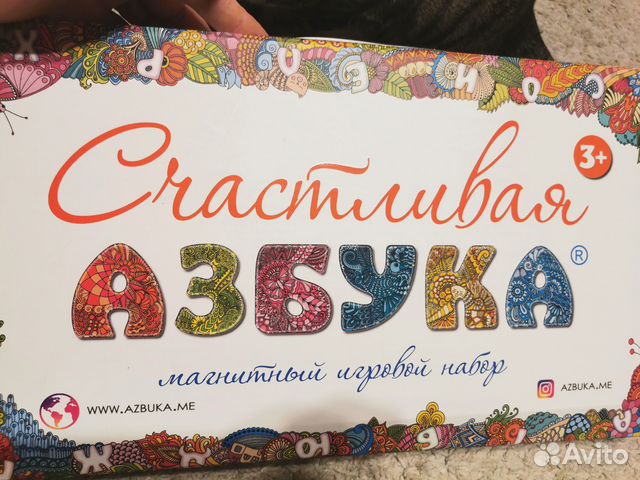 Счастливая
3+
АЗБУКА®
магнитный игровой набор
WWW.AZBUKA.ME
AZBUKA.ME
Avito